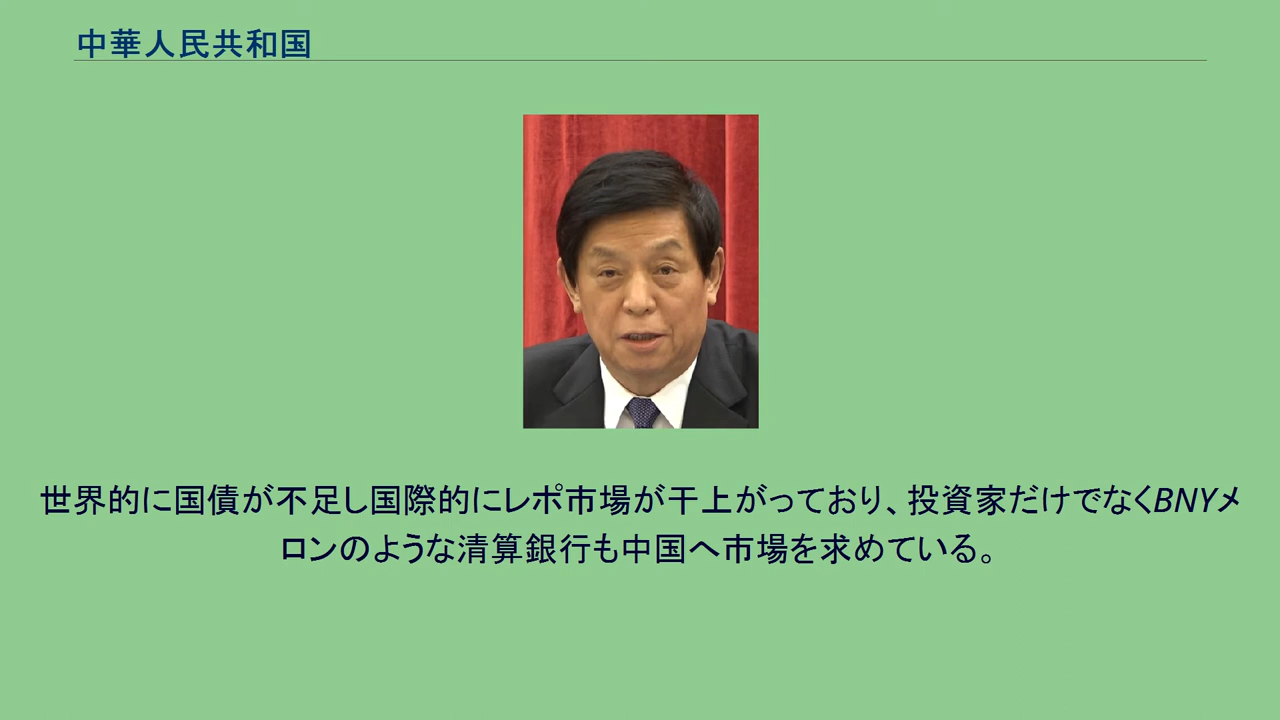 中華人民共和国
世界的に国債が不足し国際的にレポ市場が干上がっており、投資家だけでなくBNYメ
ロンのような清算銀行も中国へ市場を求めている。